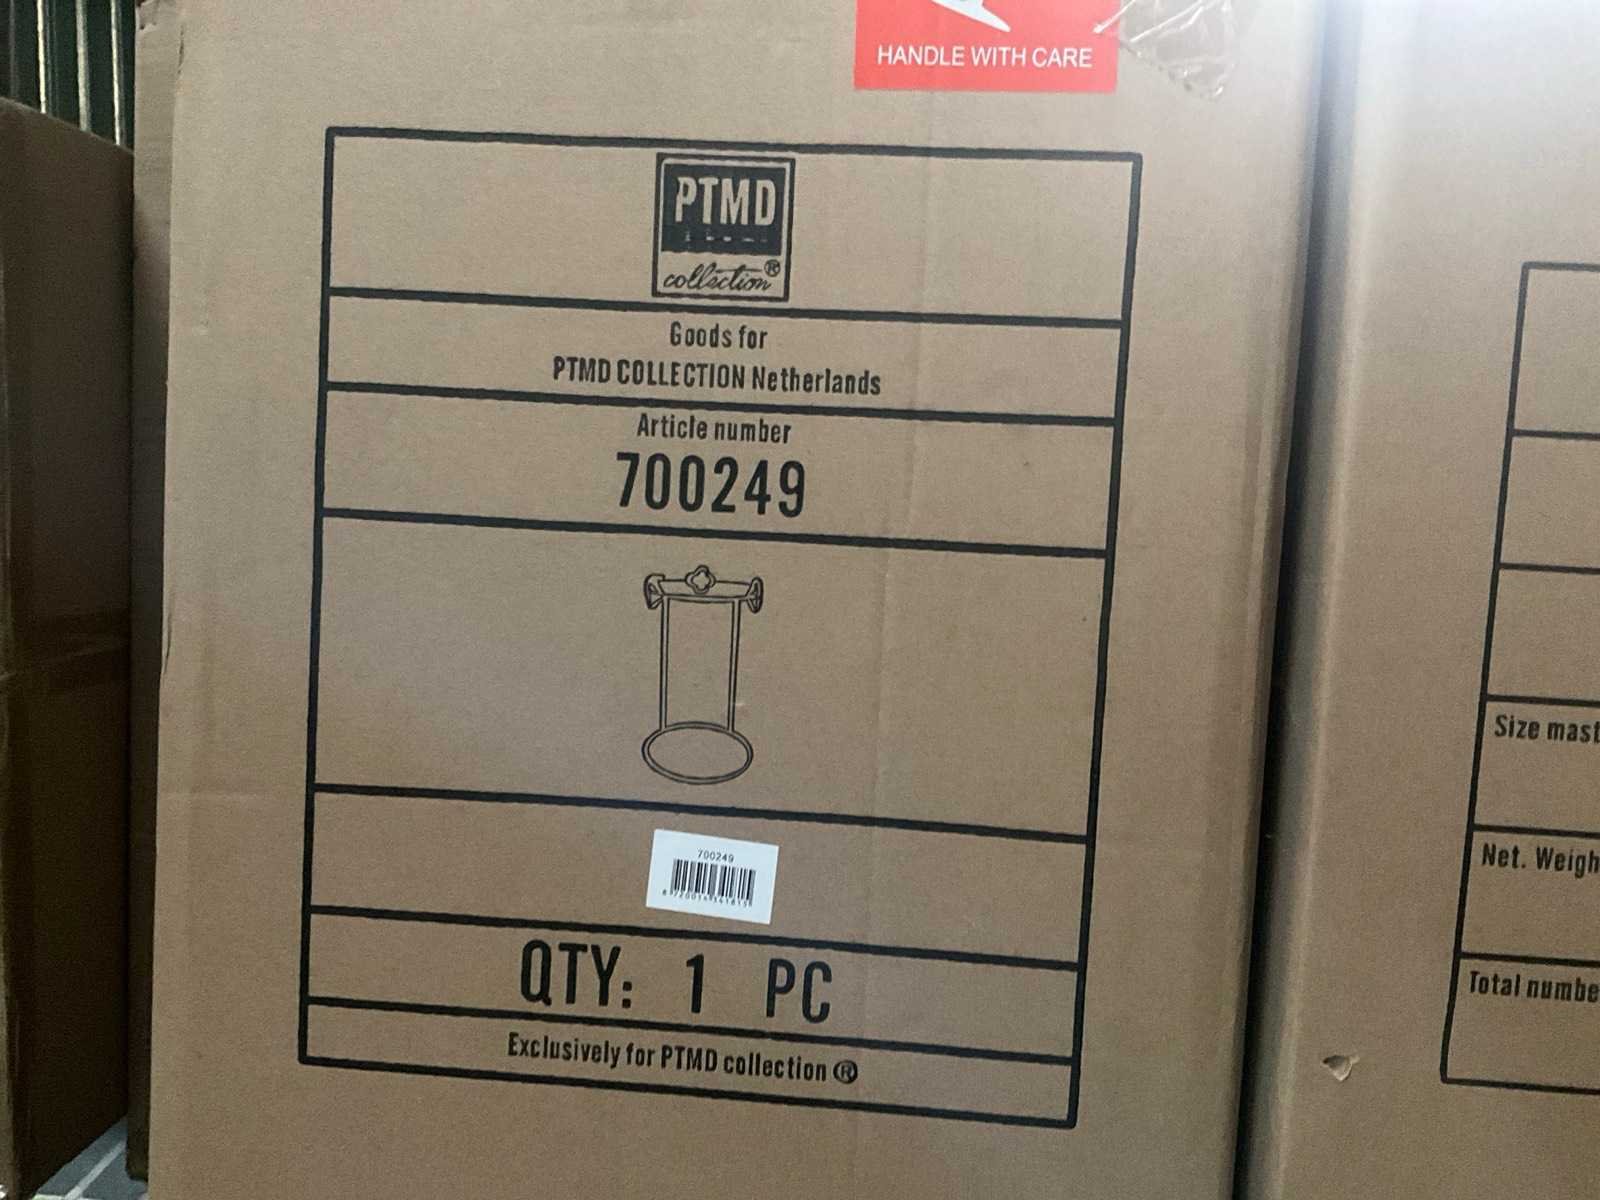 HANDLE WITH CARE
PTMD
collection®
Goods for
PTMD COLLECTION Netherlands
Article number
700249
700249
QTY: 1 PC
Exclusively for PTMD collection ®
Size mast
Net. Weigh
Total numbe